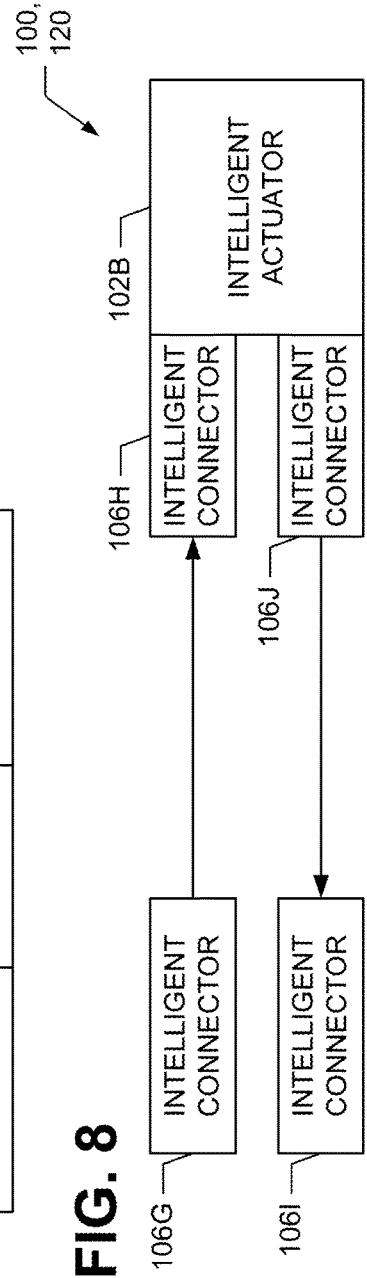 FIG. 8
100,
120
106G
INTELLIGENT
CONNECTOR
106H
INTELLIGENT
CONNECTOR
102B
INTELLIGENT
ACTUATOR
106I
INTELLIGENT
CONNECTOR
106J
INTELLIGENT
CONNECTOR